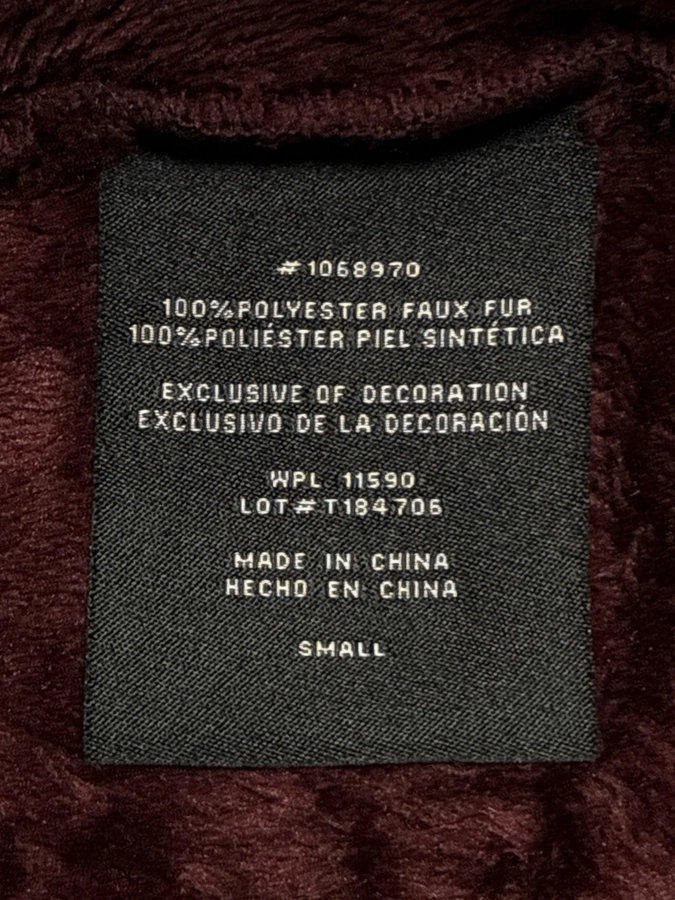 #1068970
100%POLYESTER FAUX FUR
100%POLIÉSTER PIEL SINTÉTICA
EXCLUSIVE OF DECORATION
EXCLUSIVO DE LA DECORACIÓN
WPL 11590
LOT#T184706
MADE IN CHINA
HECHO EN CHINA
SMALL